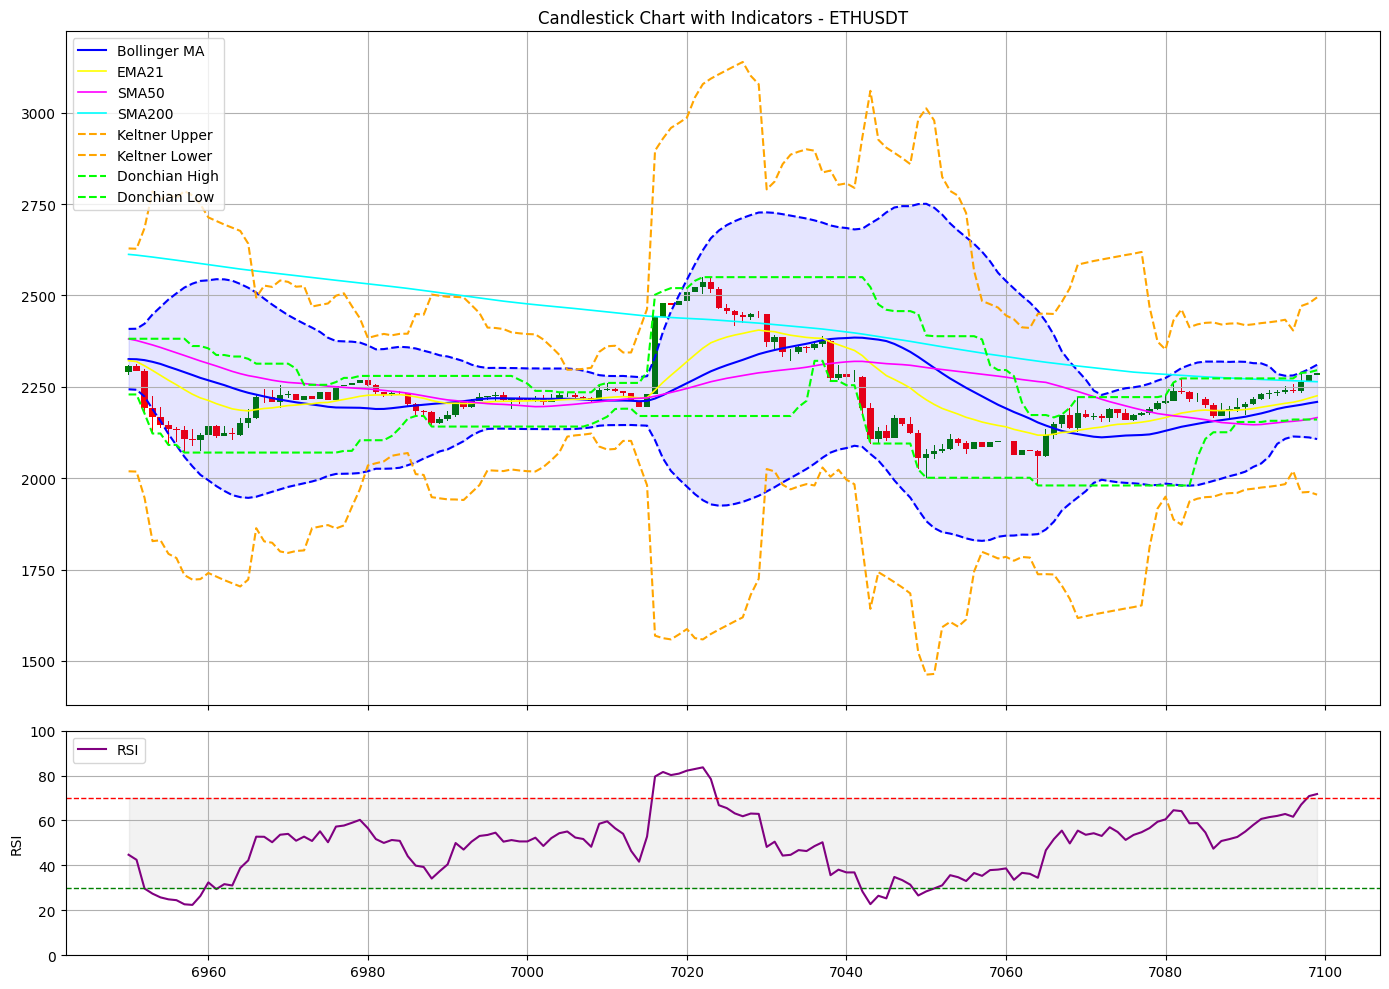 Candlestick Chart with Indicators - ETHUSDT
Bollinger MA
EMA21
SMA50
SMA200
Keltner Upper
Keltner Lower
Donchian High
Donchian Low
3000
2750
2500
2250
2000
1750
1500
RSI
100
80
60
40
20
0
RSI
6960 6980 7000 7020 7040 7060 7080 7100